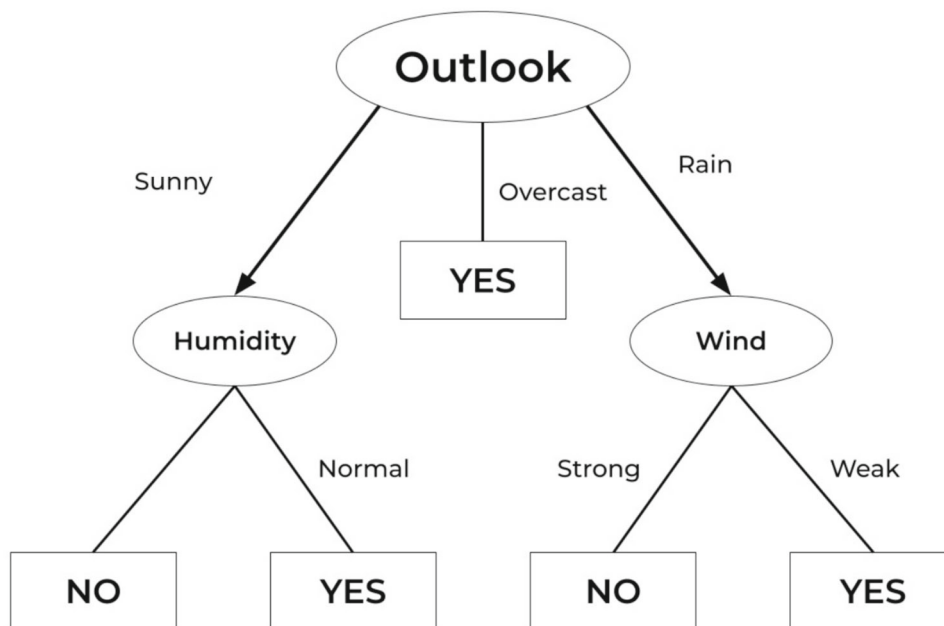 Outlook
Sunny
Overcast
Rain
YES
Humidity
Wind
Normal
Strong
Weak
NO
YES
NO
YES